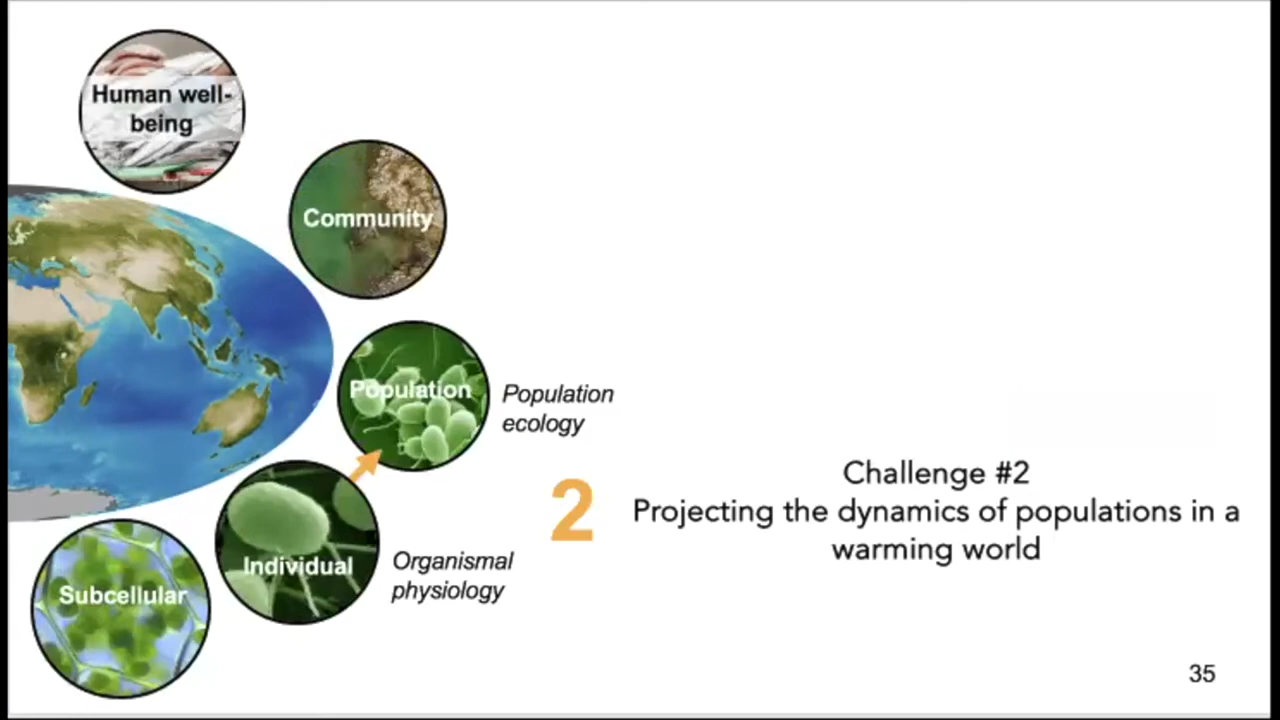 Human well-
being
Community
Population
Population
ecology
2
Challenge #2
Projecting the dynamics of populations in a
warming world
Individual
Organismal
physiology
Subcellular
35